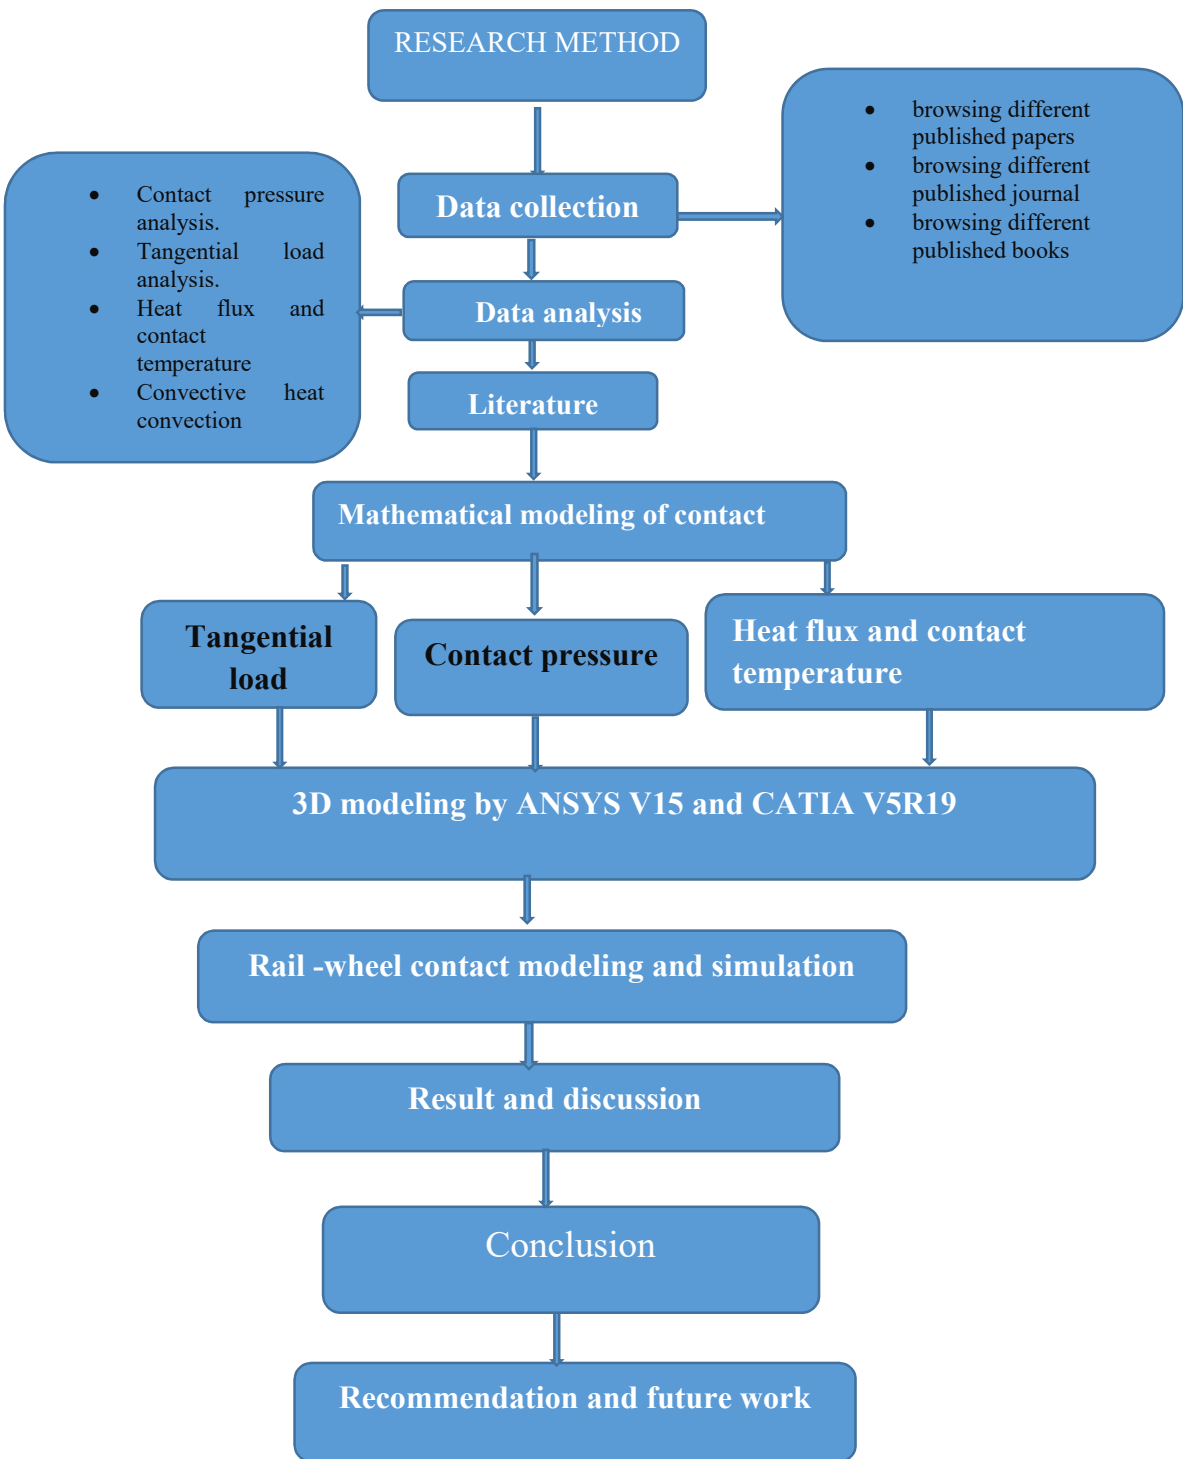 RESEARCH METHOD
• browsing different
published papers
• browsing different
published journal
• browsing different
published books
Data collection
• Contact pressure
analysis.
• Tangential load
analysis.
• Heat flux and
contact
temperature
• Convective heat
convection
Data analysis
Literature
Mathematical modeling of contact
Tangential
load
Contact pressure
Heat flux and contact
temperature
3D modeling by ANSYS V15 and CATIA V5R19
Rail -wheel contact modeling and simulation
Result and discussion
Conclusion
Recommendation and future work